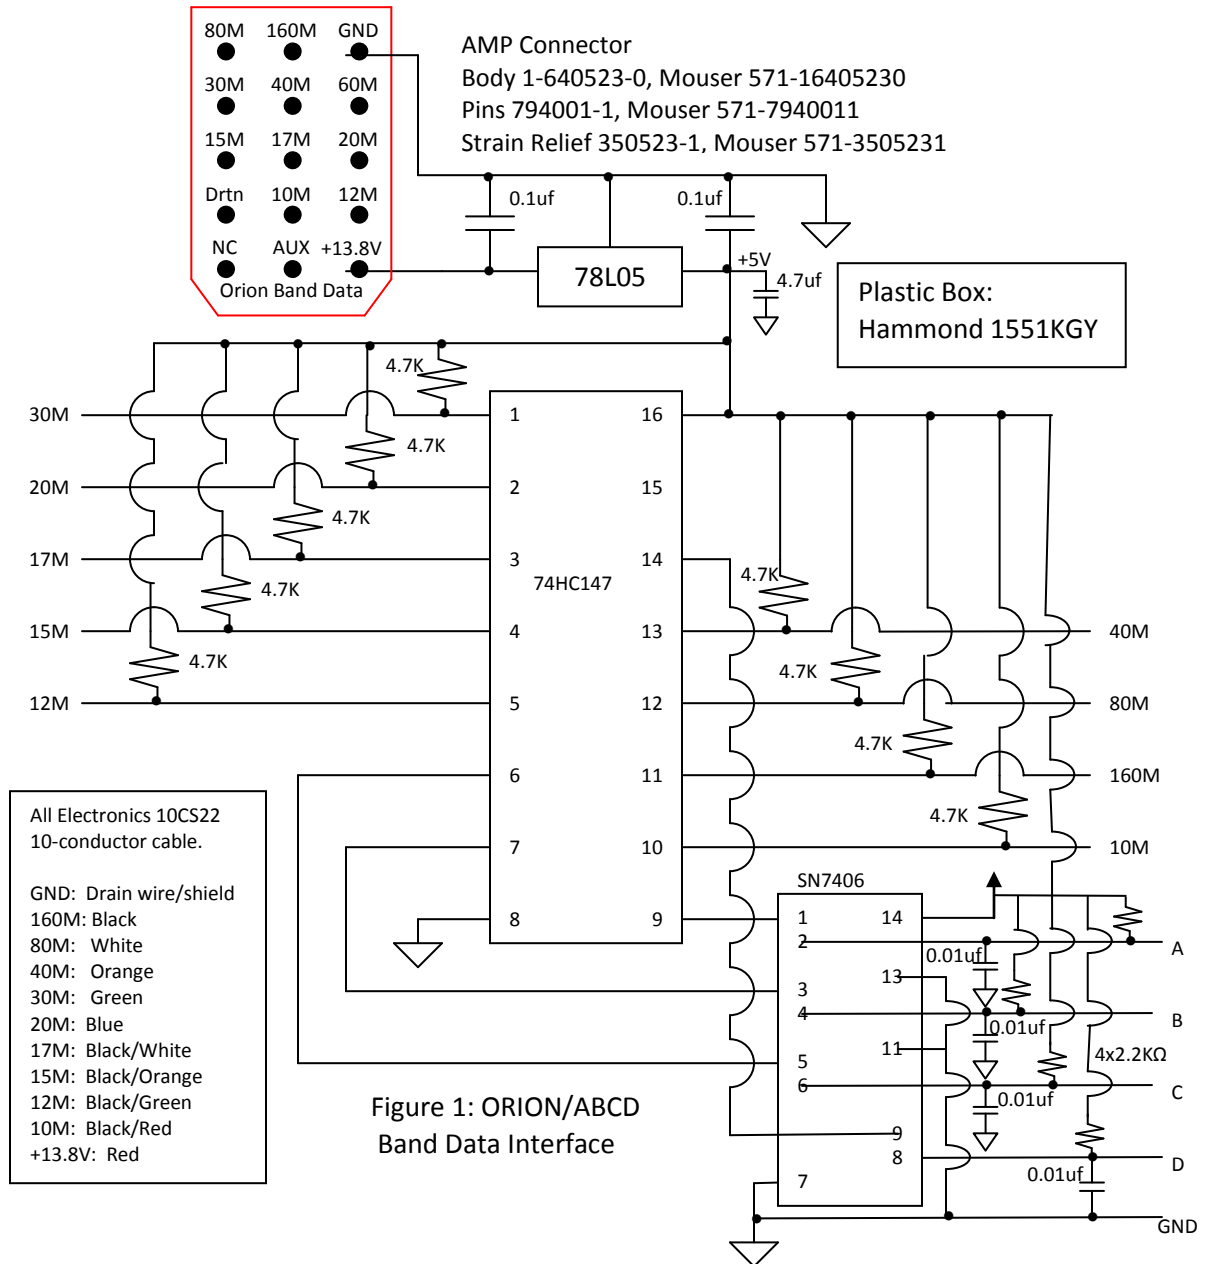 80M 160M GND
30M 40M 60M
15M 17M 20M
Drtn 10M 12M
NC AUX +13.8V
Orion Band Data
AMP Connector
Body 1-640523-0, Mouser 571-16405230
Pins 794001-1, Mouser 571-7940011
Strain Relief 350523-1, Mouser 571-3505231
0.1uf 0.1uf
78L05
+5V
4.7uf
Plastic Box:
Hammond 1551KGY
4.7K
4.7K
4.7K
4.7K
4.7K
30M
20M
17M
15M
12M
1 16
2 15
3 14
74HC147
4 13
5 12
6 11
7 10
8 9
4.7K
4.7K
4.7K
4.7K
40M
80M
160M
10M
All Electronics 10CS22
10-conductor cable.
GND: Drain wire/shield
160M: Black
80M: White
40M: Orange
30M: Green
20M: Blue
17M: Black/White
15M: Black/Orange
12M: Black/Green
10M: Black/Red
+13.8V: Red
Figure 1: ORION/ABCD
Band Data Interface
SN7406
1 14
2
13
3
4
11
5
6
9
8
7
0.01uf
0.01uf
0.01uf
0.01uf
4x2.2KΩ
A
B
C
D
GND